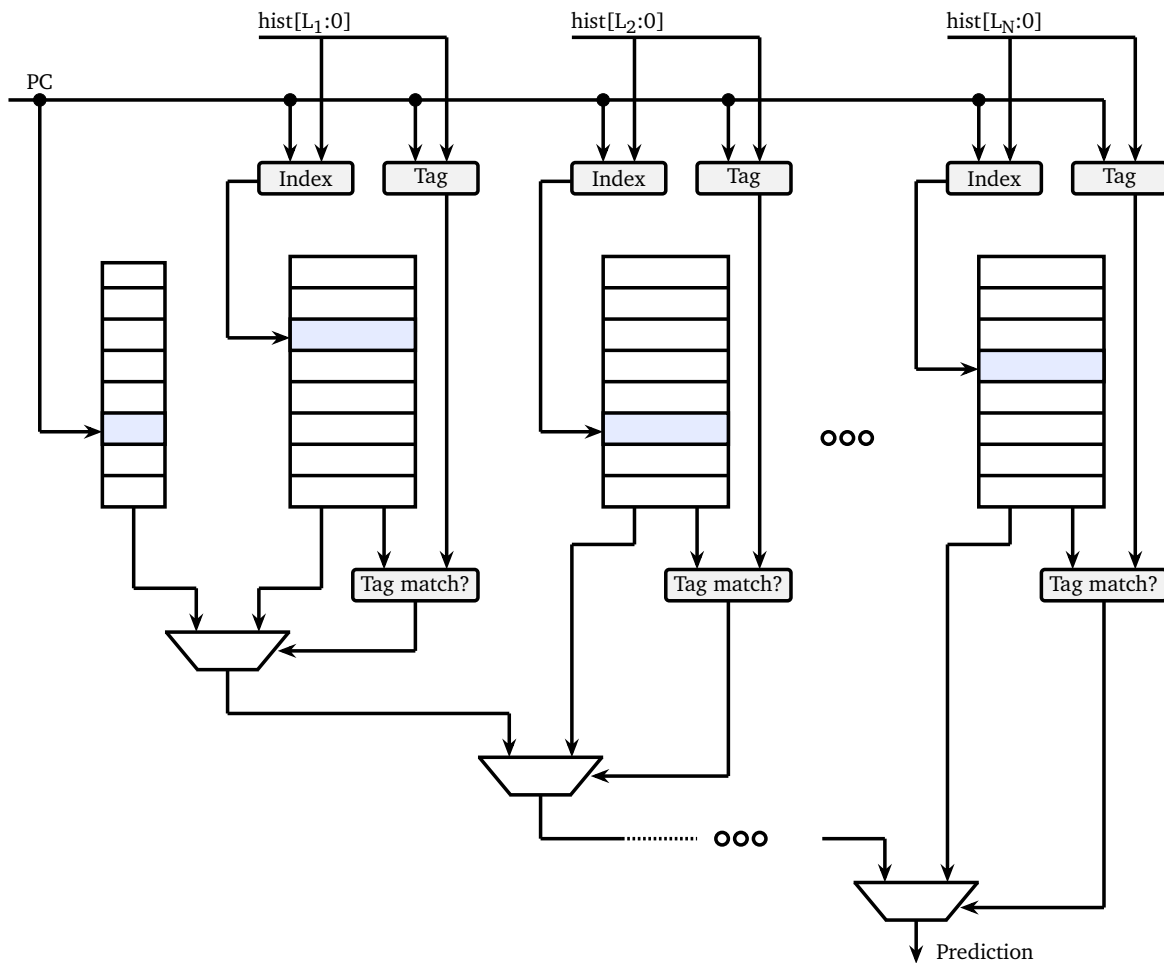 hist[L₁:0] hist[L₂:0] hist[L_N:0]
PC
Index Tag Index Tag Index Tag
Tag match? Tag match? Tag match?
Prediction